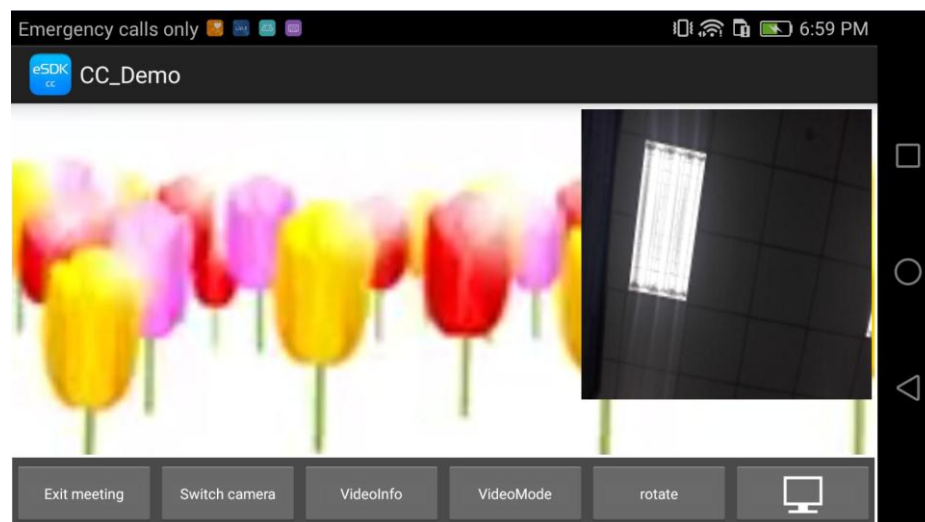 Emergency calls only 6:59 PM
eSDK
CC
CC_Demo
Exit meeting Switch camera VideoInfo VideoMode rotate